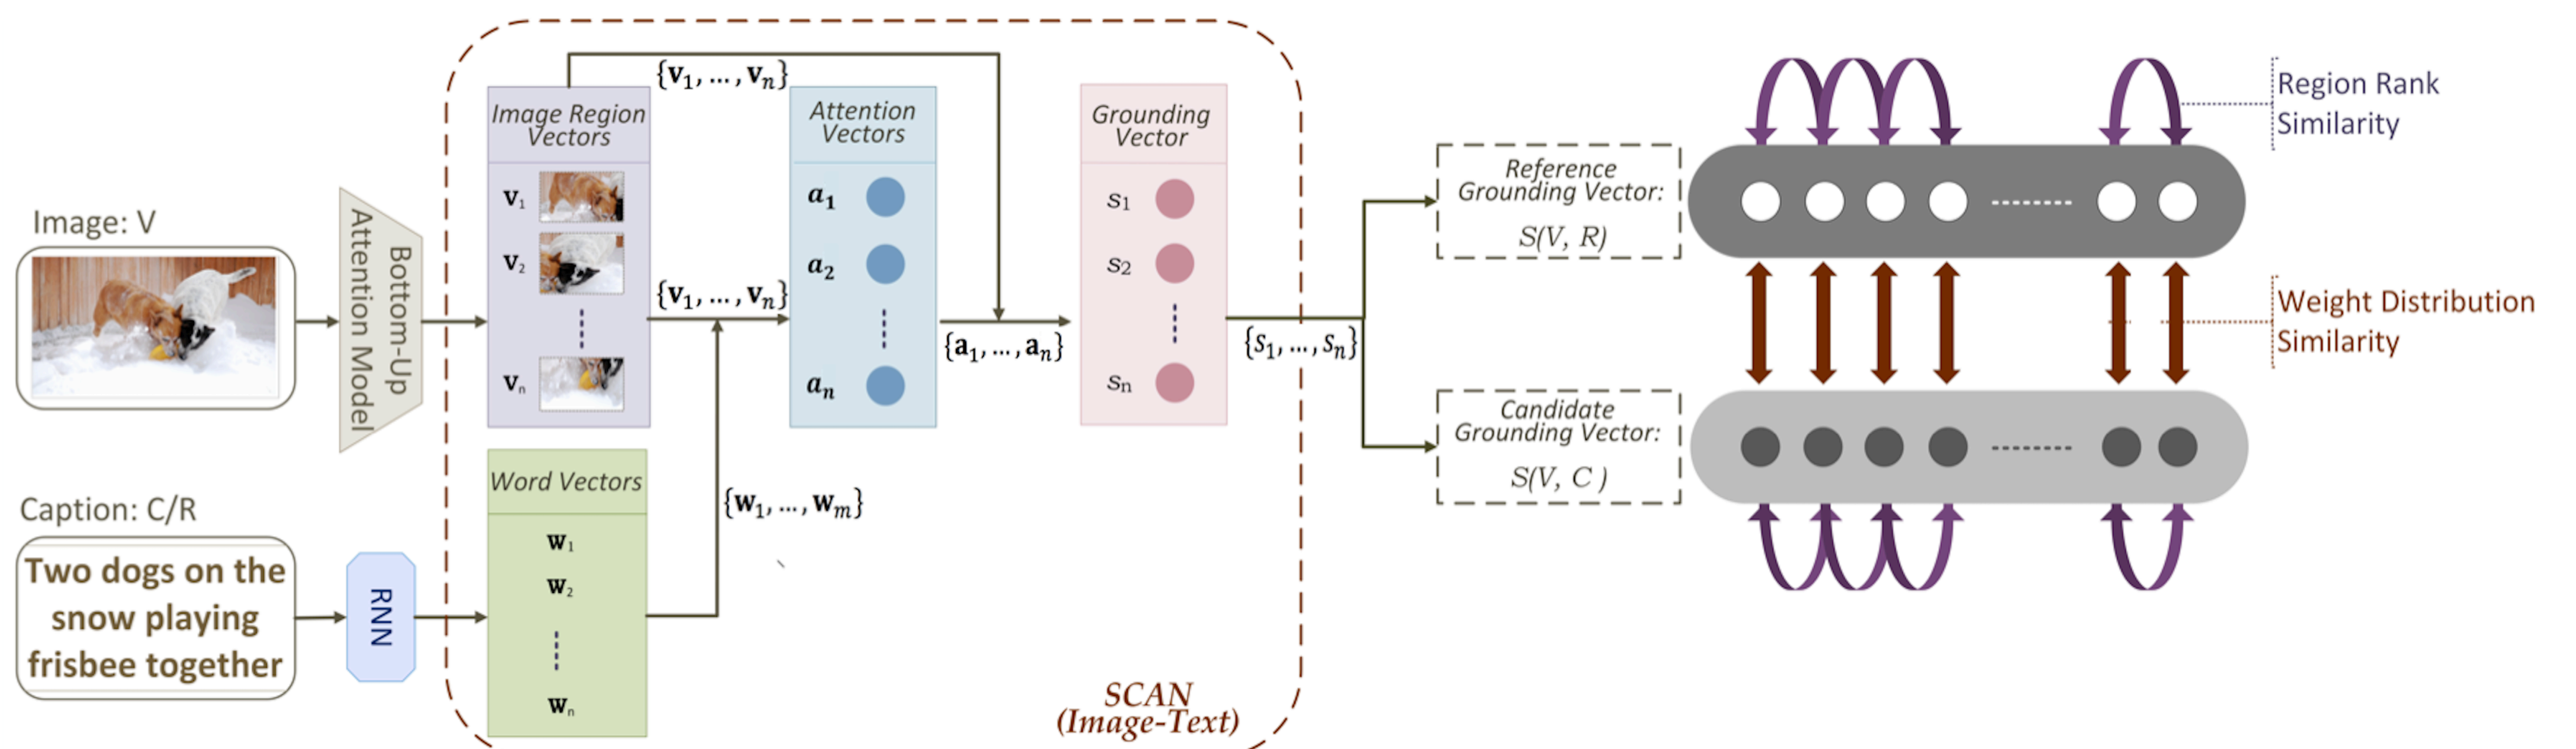 Image: V
Bottom-Up
Attention Model
Caption: C/R
Two dogs on the
snow playing
frisbee together
RNN
Image Region
Vectors
v₁
v₂
vₙ
Word Vectors
w₁
w₂
wₙ
{v₁, ..., vₙ}
{v₁, ..., vₙ}
{w₁, ..., wₘ}
Attention
Vectors
a₁
a₂
aₙ
{a₁, ..., aₙ}
Grounding
Vector
s₁
s₂
sₙ
SCAN
(Image-Text)
{s₁, ..., sₙ}
Reference
Grounding Vector:
S(V, R)
Candidate
Grounding Vector:
S(V, C )
Region Rank
Similarity
Weight Distribution
Similarity